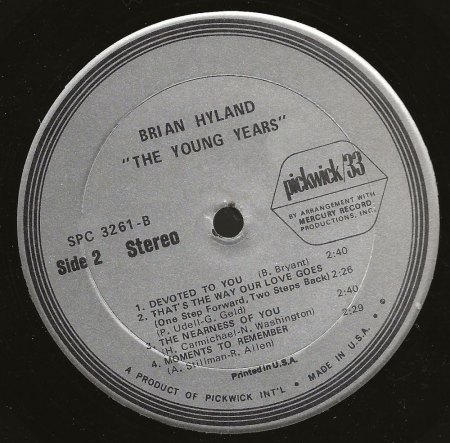 BRIAN HYLAND
"THE YOUNG YEARS"
pickwick/33
BY ARRANGEMENT WITH
MERCURY RECORD
PRODUCTIONS, INC.
SPC 3261-B
Side 2 Stereo
1. DEVOTED TO YOU (B. Bryant) 2:40
2. THAT'S THE WAY OUR LOVE GOES
(One Step Forward, Two Steps Back) 2:26
(P. Udell-G. Geld)
3. THE NEARNESS OF YOU 2:40
(H. Carmichael-N. Washington)
4. MOMENTS TO REMEMBER 2:29
(A. Stillman-R. Allen)
Printed in U.S.A.
A PRODUCT OF PICKWICK INT'L • MADE IN U.S.A. •